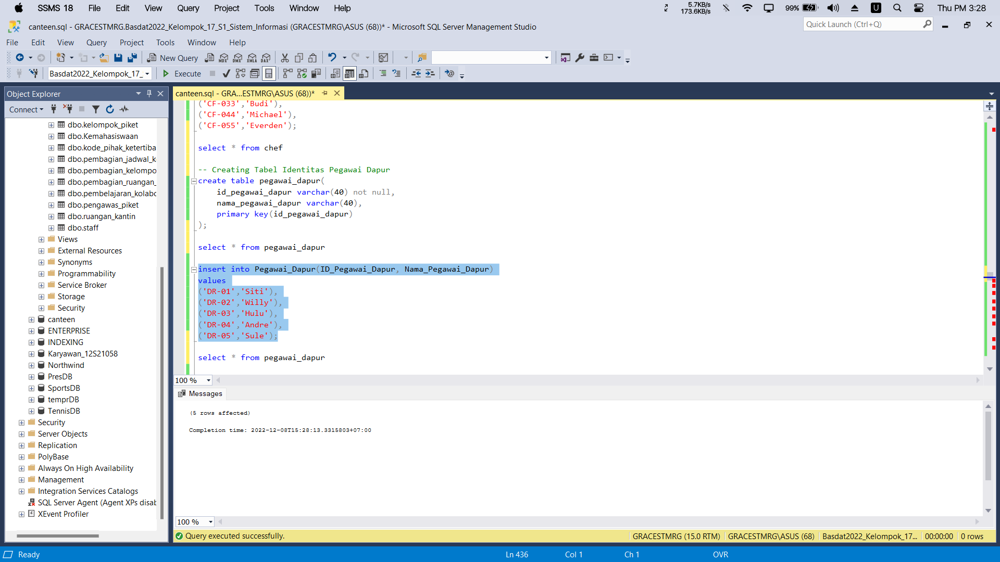 SSMS 18 File Edit View Query Project Tools Window Help 5.7KB/s 173.6KB/s 99% U Thu PM 3:28
canteen.sql - GRACESTMRG.Basdat2022_Kelompok_17_S1_Sistem_Informasi (GRACESTMRG\ASUS (68))* - Microsoft SQL Server Management Studio
Quick Launch (Ctrl+Q)
File Edit View Query Project Tools Window Help
New Query MDX DMX XMLA DAX
Basdat2022_Kelompok_17_ Execute
Object Explorer
Connect
dbo.kelompok_piket
dbo.Kemahasiswaan
dbo.kode_pihak_ketertiba
dbo.pembagian_jadwal_k
dbo.pembagian_kelompo
dbo.pembagian_ruangan_
dbo.pembelajaran_kolabo
dbo.pengawas_piket
dbo.ruangan_kantin
dbo.staff
Views
External Resources
Synonyms
Programmability
Service Broker
Storage
Security
canteen
ENTERPRISE
INDEXING
Karyawan_12S21058
Northwind
PresDB
SportsDB
temprDB
TennisDB
Security
Server Objects
Replication
PolyBase
Always On High Availability
Management
Integration Services Catalogs
SQL Server Agent (Agent XPs disab
XEvent Profiler
canteen.sql - GRA...ESTMRG\ASUS (68))*
('CF-033','Budi'),
('CF-044','Michael'),
('CF-055','Everden');
select * from chef
-- Creating Tabel Identitas Pegawai Dapur
create table pegawai_dapur(
id_pegawai_dapur varchar(40) not null,
nama_pegawai_dapur varchar(40),
primary key(id_pegawai_dapur)
);
select * from pegawai_dapur
insert into Pegawai_Dapur(ID_Pegawai_Dapur, Nama_Pegawai_Dapur)
values
('DR-01','Siti'),
('DR-02','Willy'),
('DR-03','Hulu'),
('DR-04','Andre'),
('DR-05','Sule');
select * from pegawai_dapur
100 %
Messages
(5 rows affected)
Completion time: 2022-12-08T15:28:13.3315803+07:00
100 %
Query executed successfully. GRACESTMRG (15.0 RTM) GRACESTMRG\ASUS (68) Basdat2022_Kelompok_17... 00:00:00 0 rows
Ready Ln 436 Col 1 Ch 1 OVR